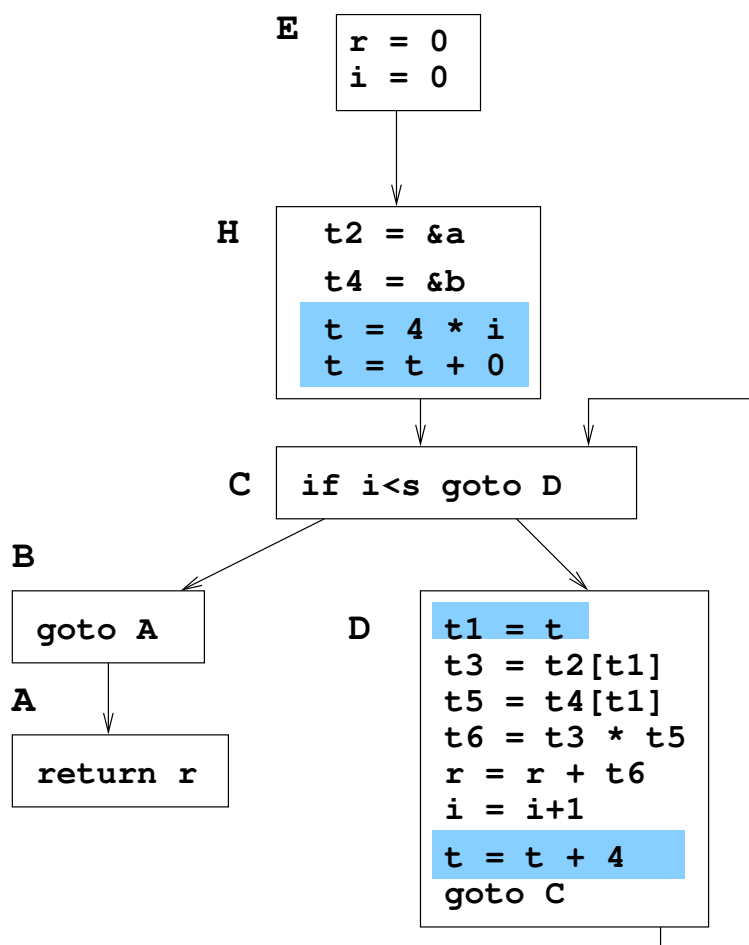 E
r = 0
i = 0
H
t2 = &a
t4 = &b
t = 4 * i
t = t + 0
C
if i<s goto D
B
goto A
A
return r
D
t1 = t
t3 = t2[t1]
t5 = t4[t1]
t6 = t3 * t5
r = r + t6
i = i+1
t = t + 4
goto C